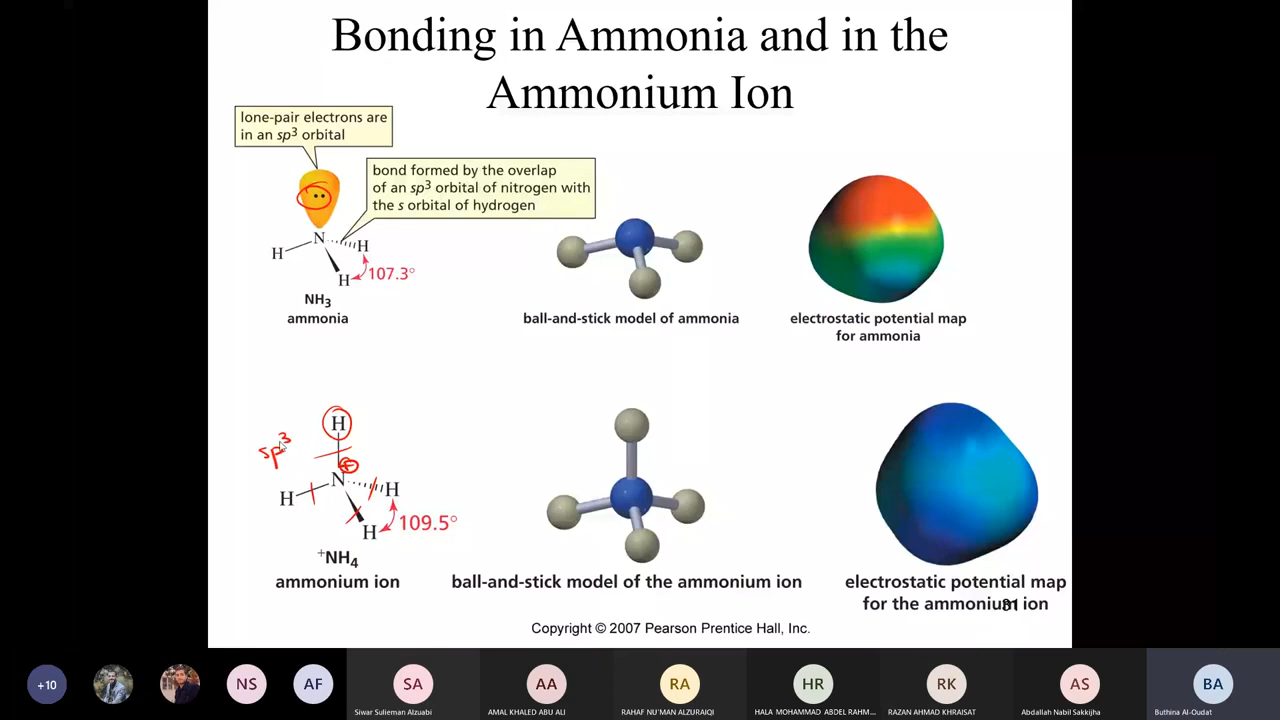 Bonding in Ammonia and in the
Ammonium Ion
lone-pair electrons are
in an sp³ orbital
bond formed by the overlap
of an sp³ orbital of nitrogen with
the s orbital of hydrogen
N
H
H
H
107.3°
NH₃
ammonia
ball-and-stick model of ammonia
electrostatic potential map
for ammonia
H
sp³
+
N
H
H
H
109.5°
⁺NH₄
ammonium ion
ball-and-stick model of the ammonium ion
electrostatic potential map
for the ammonium ion
31
Copyright © 2007 Pearson Prentice Hall, Inc.
+10
NS
AF
SA
Siwar Sulieman Alzuabi
AA
AMAL KHALED ABU ALI
RA
RAHAF NU'MAN ALZURAIQI
HR
HALA MOHAMMAD ABDEL RAHM...
RK
RAZAN AHMAD KHRAISAT
AS
Abdallah Nabil Sakkijha
BA
Buthina Al-Oudat